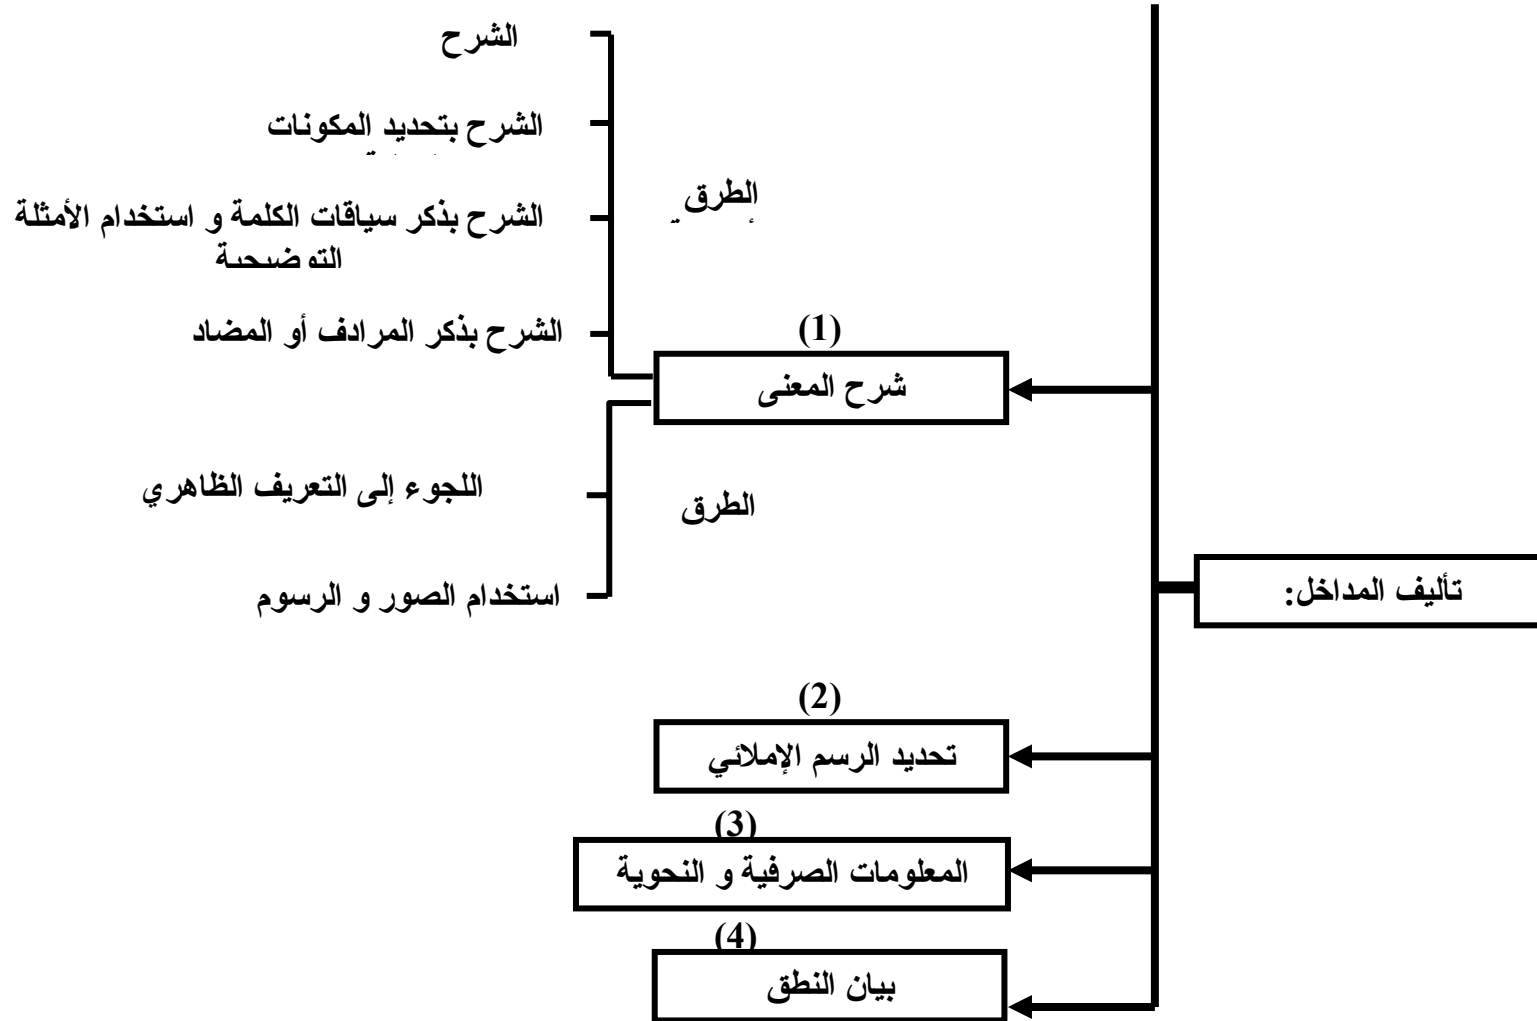 تأليف المداخل:
(1)
شرح المعنى
الطرق
الشرح
الشرح بتحديد المكونات
الشرح بذكر سياقات الكلمة و استخدام الأمثلة
التوضيحية
الشرح بذكر المرادف أو المضاد
الطرق
اللجوء إلى التعريف الظاهري
استخدام الصور و الرسوم
(2)
تحديد الرسم الإملائي
(3)
المعلومات الصرفية و النحوية
(4)
بيان النطق